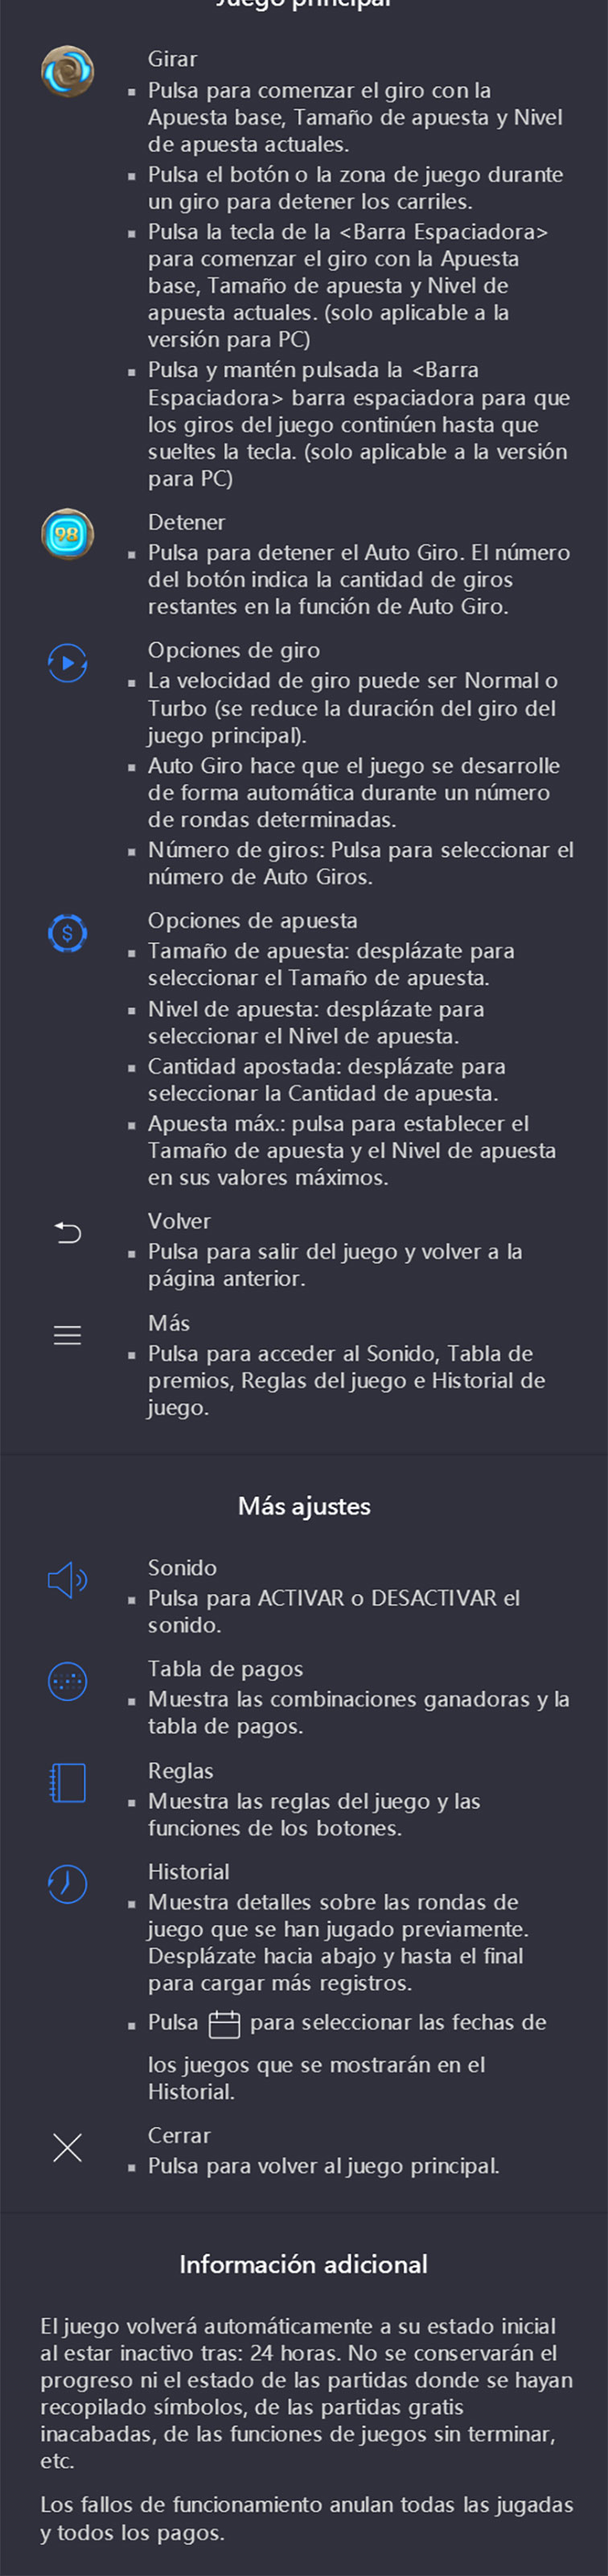 Juego principal
Girar
▪ Pulsa para comenzar el giro con la
Apuesta base, Tamaño de apuesta y Nivel
de apuesta actuales.
▪ Pulsa el botón o la zona de juego durante
un giro para detener los carriles.
▪ Pulsa la tecla de la <Barra Espaciadora>
para comenzar el giro con la Apuesta
base, Tamaño de apuesta y Nivel de
apuesta actuales. (solo aplicable a la
versión para PC)
▪ Pulsa y mantén pulsada la <Barra
Espaciadora> barra espaciadora para que
los giros del juego continúen hasta que
sueltes la tecla. (solo aplicable a la versión
para PC)
98
Detener
▪ Pulsa para detener el Auto Giro. El número
del botón indica la cantidad de giros
restantes en la función de Auto Giro.
Opciones de giro
▪ La velocidad de giro puede ser Normal o
Turbo (se reduce la duración del giro del
juego principal).
▪ Auto Giro hace que el juego se desarrolle
de forma automática durante un número
de rondas determinadas.
▪ Número de giros: Pulsa para seleccionar el
número de Auto Giros.
$
Opciones de apuesta
▪ Tamaño de apuesta: desplázate para
seleccionar el Tamaño de apuesta.
▪ Nivel de apuesta: desplázate para
seleccionar el Nivel de apuesta.
▪ Cantidad apostada: desplázate para
seleccionar la Cantidad de apuesta.
▪ Apuesta máx.: pulsa para establecer el
Tamaño de apuesta y el Nivel de apuesta
en sus valores máximos.
Volver
▪ Pulsa para salir del juego y volver a la
página anterior.
Más
▪ Pulsa para acceder al Sonido, Tabla de
premios, Reglas del juego e Historial de
juego.
Más ajustes
Sonido
▪ Pulsa para ACTIVAR o DESACTIVAR el
sonido.
Tabla de pagos
▪ Muestra las combinaciones ganadoras y la
tabla de pagos.
Reglas
▪ Muestra las reglas del juego y las
funciones de los botones.
Historial
▪ Muestra detalles sobre las rondas de
juego que se han jugado previamente.
Desplázate hacia abajo y hasta el final
para cargar más registros.
▪ Pulsa para seleccionar las fechas de
los juegos que se mostrarán en el
Historial.
Cerrar
▪ Pulsa para volver al juego principal.
Información adicional
El juego volverá automáticamente a su estado inicial
al estar inactivo tras: 24 horas. No se conservarán el
progreso ni el estado de las partidas donde se hayan
recopilado símbolos, de las partidas gratis
inacabadas, de las funciones de juegos sin terminar,
etc.
Los fallos de funcionamiento anulan todas las jugadas
y todos los pagos.